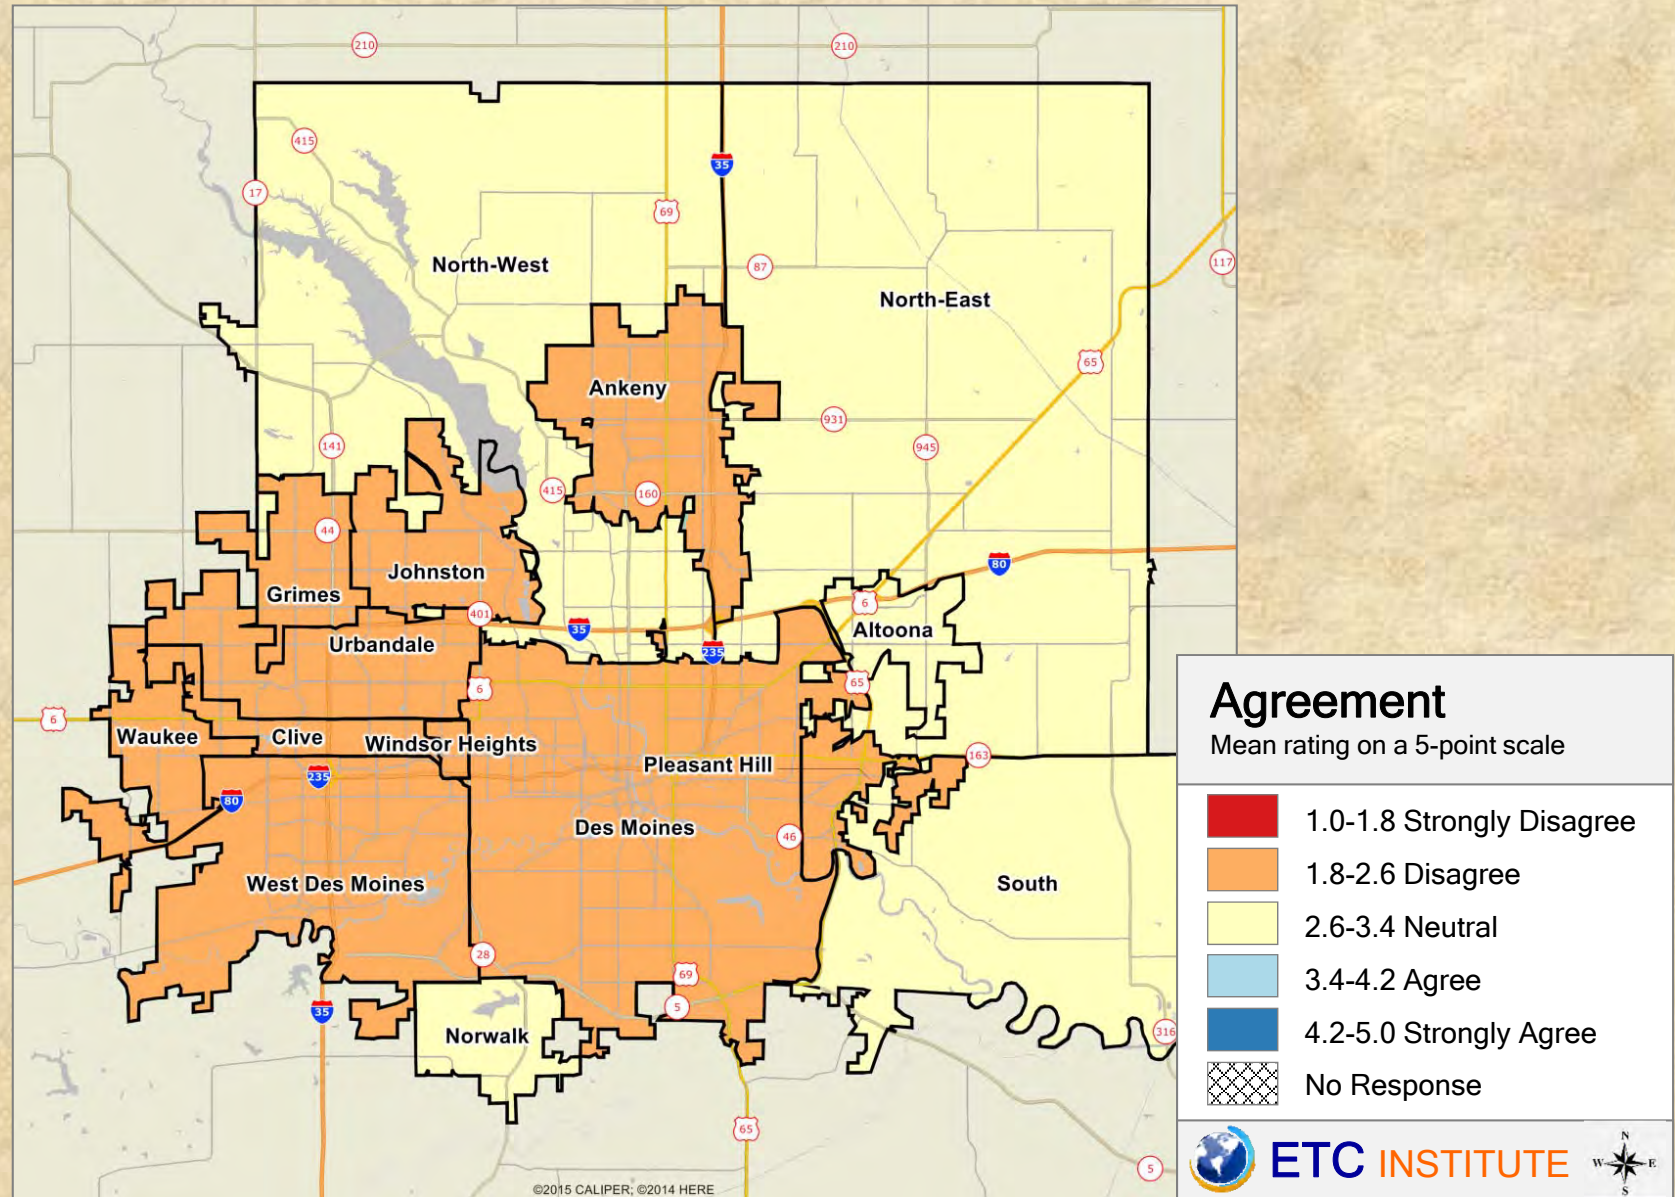 210
210
415
35
17
69
North-West
87
117
North-East
65
Ankeny
931
141
945
415
160
44
80
Johnston
Grimes
6
401
35
Altoona
Urbandale
235
65
6
6
Waukee
Clive
Windsor Heights
163
Pleasant Hill
235
80
Des Moines
46
West Des Moines
South
28
69
5
35
316
Norwalk
65
5
©2015 CALIPER; ©2014 HERE
Agreement
Mean rating on a 5-point scale
1.0-1.8 Strongly Disagree
1.8-2.6 Disagree
2.6-3.4 Neutral
3.4-4.2 Agree
4.2-5.0 Strongly Agree
No Response
ETC INSTITUTE
N
W E
S